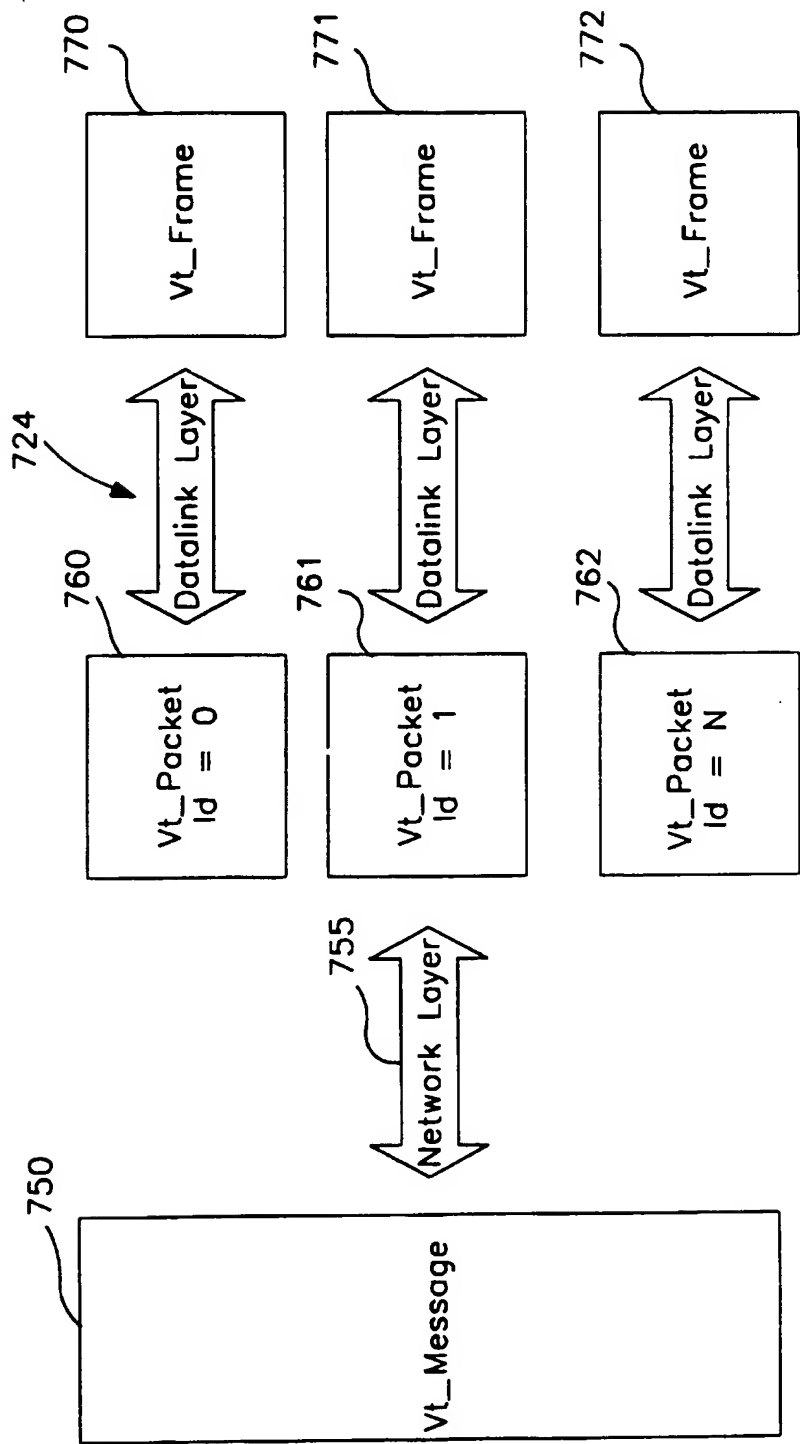 750
Vt_Message
755
Network Layer
760
Vt_Packet
Id = 0
761
Vt_Packet
Id = 1
762
Vt_Packet
Id = N
724
Datalink Layer
Datalink Layer
Datalink Layer
770
Vt_Frame
771
Vt_Frame
772
Vt_Frame